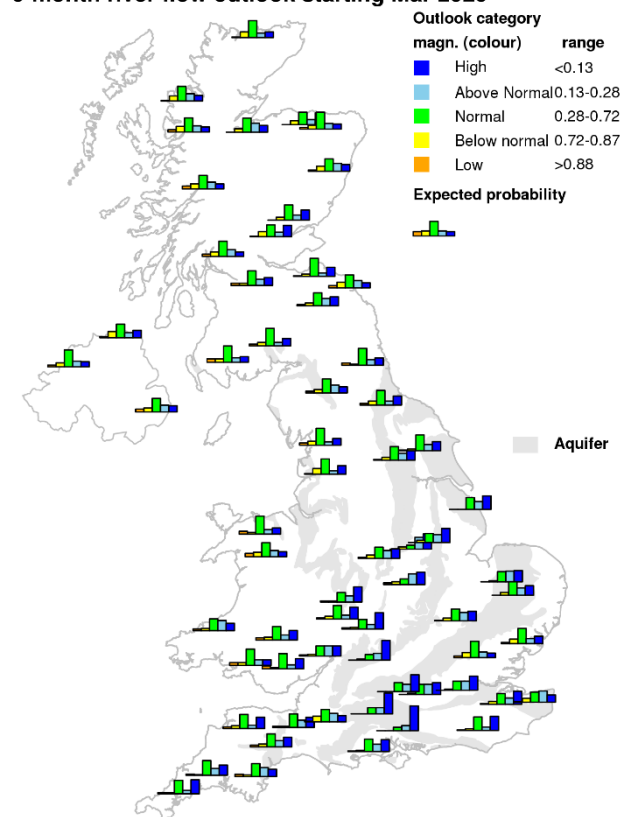 Outlook category
magn. (colour) range
High <0.13
Above Normal 0.13-0.28
Normal 0.28-0.72
Below normal 0.72-0.87
Low >0.88
Expected probability
Aquifer